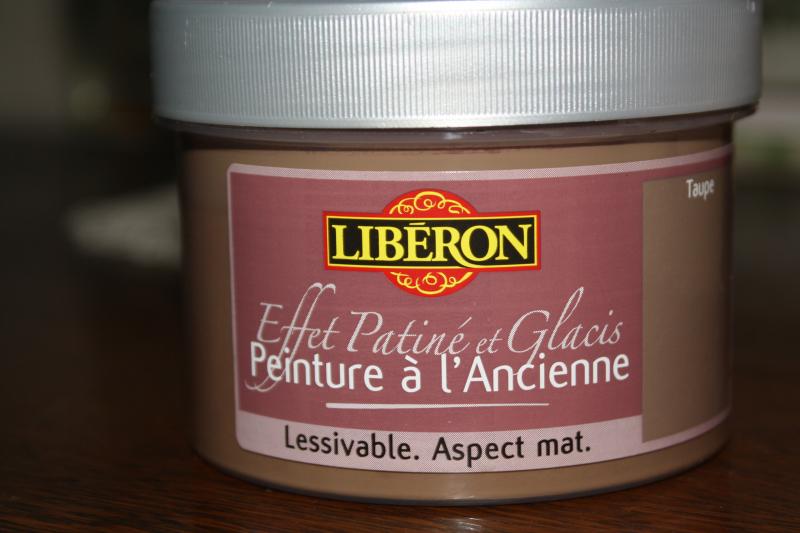 Taupe
LIBÉRON
Effet Patiné et Glacis
Peinture à l'Ancienne
Lessivable. Aspect mat.